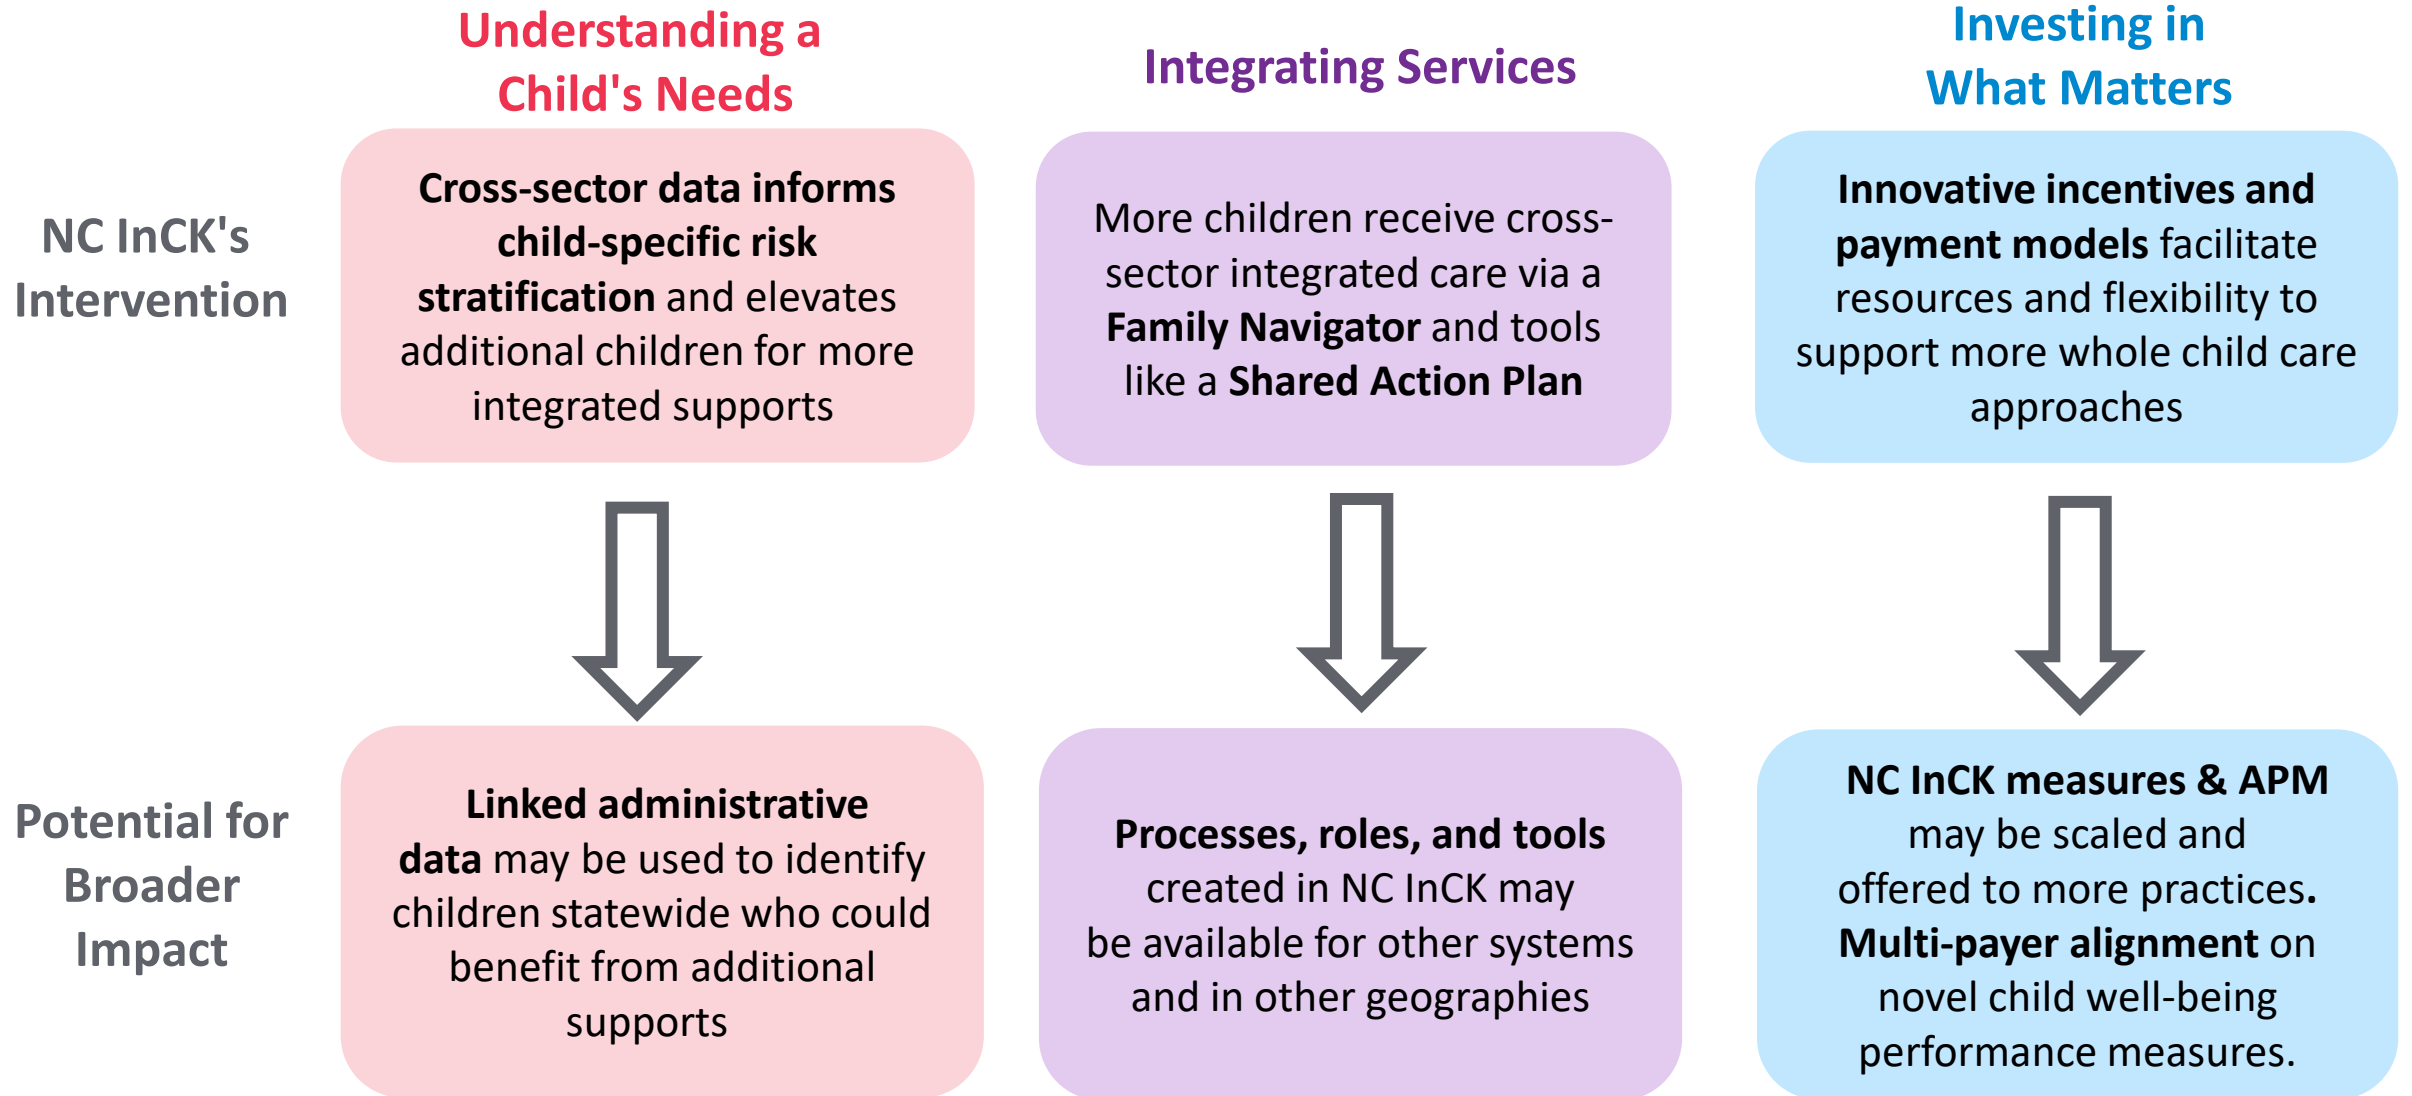 Understanding a
Child's Needs
Integrating Services
Investing in
What Matters
NC InCK's
Intervention
Cross-sector data informs
child-specific risk
stratification and elevates
additional children for more
integrated supports
More children receive cross-
sector integrated care via a
Family Navigator and tools
like a Shared Action Plan
Innovative incentives and
payment models facilitate
resources and flexibility to
support more whole child care
approaches
Potential for
Broader
Impact
Linked administrative
data may be used to identify
children statewide who could
benefit from additional
supports
Processes, roles, and tools
created in NC InCK may
be available for other systems
and in other geographies
NC InCK measures & APM
may be scaled and
offered to more practices.
Multi-payer alignment on
novel child well-being
performance measures.